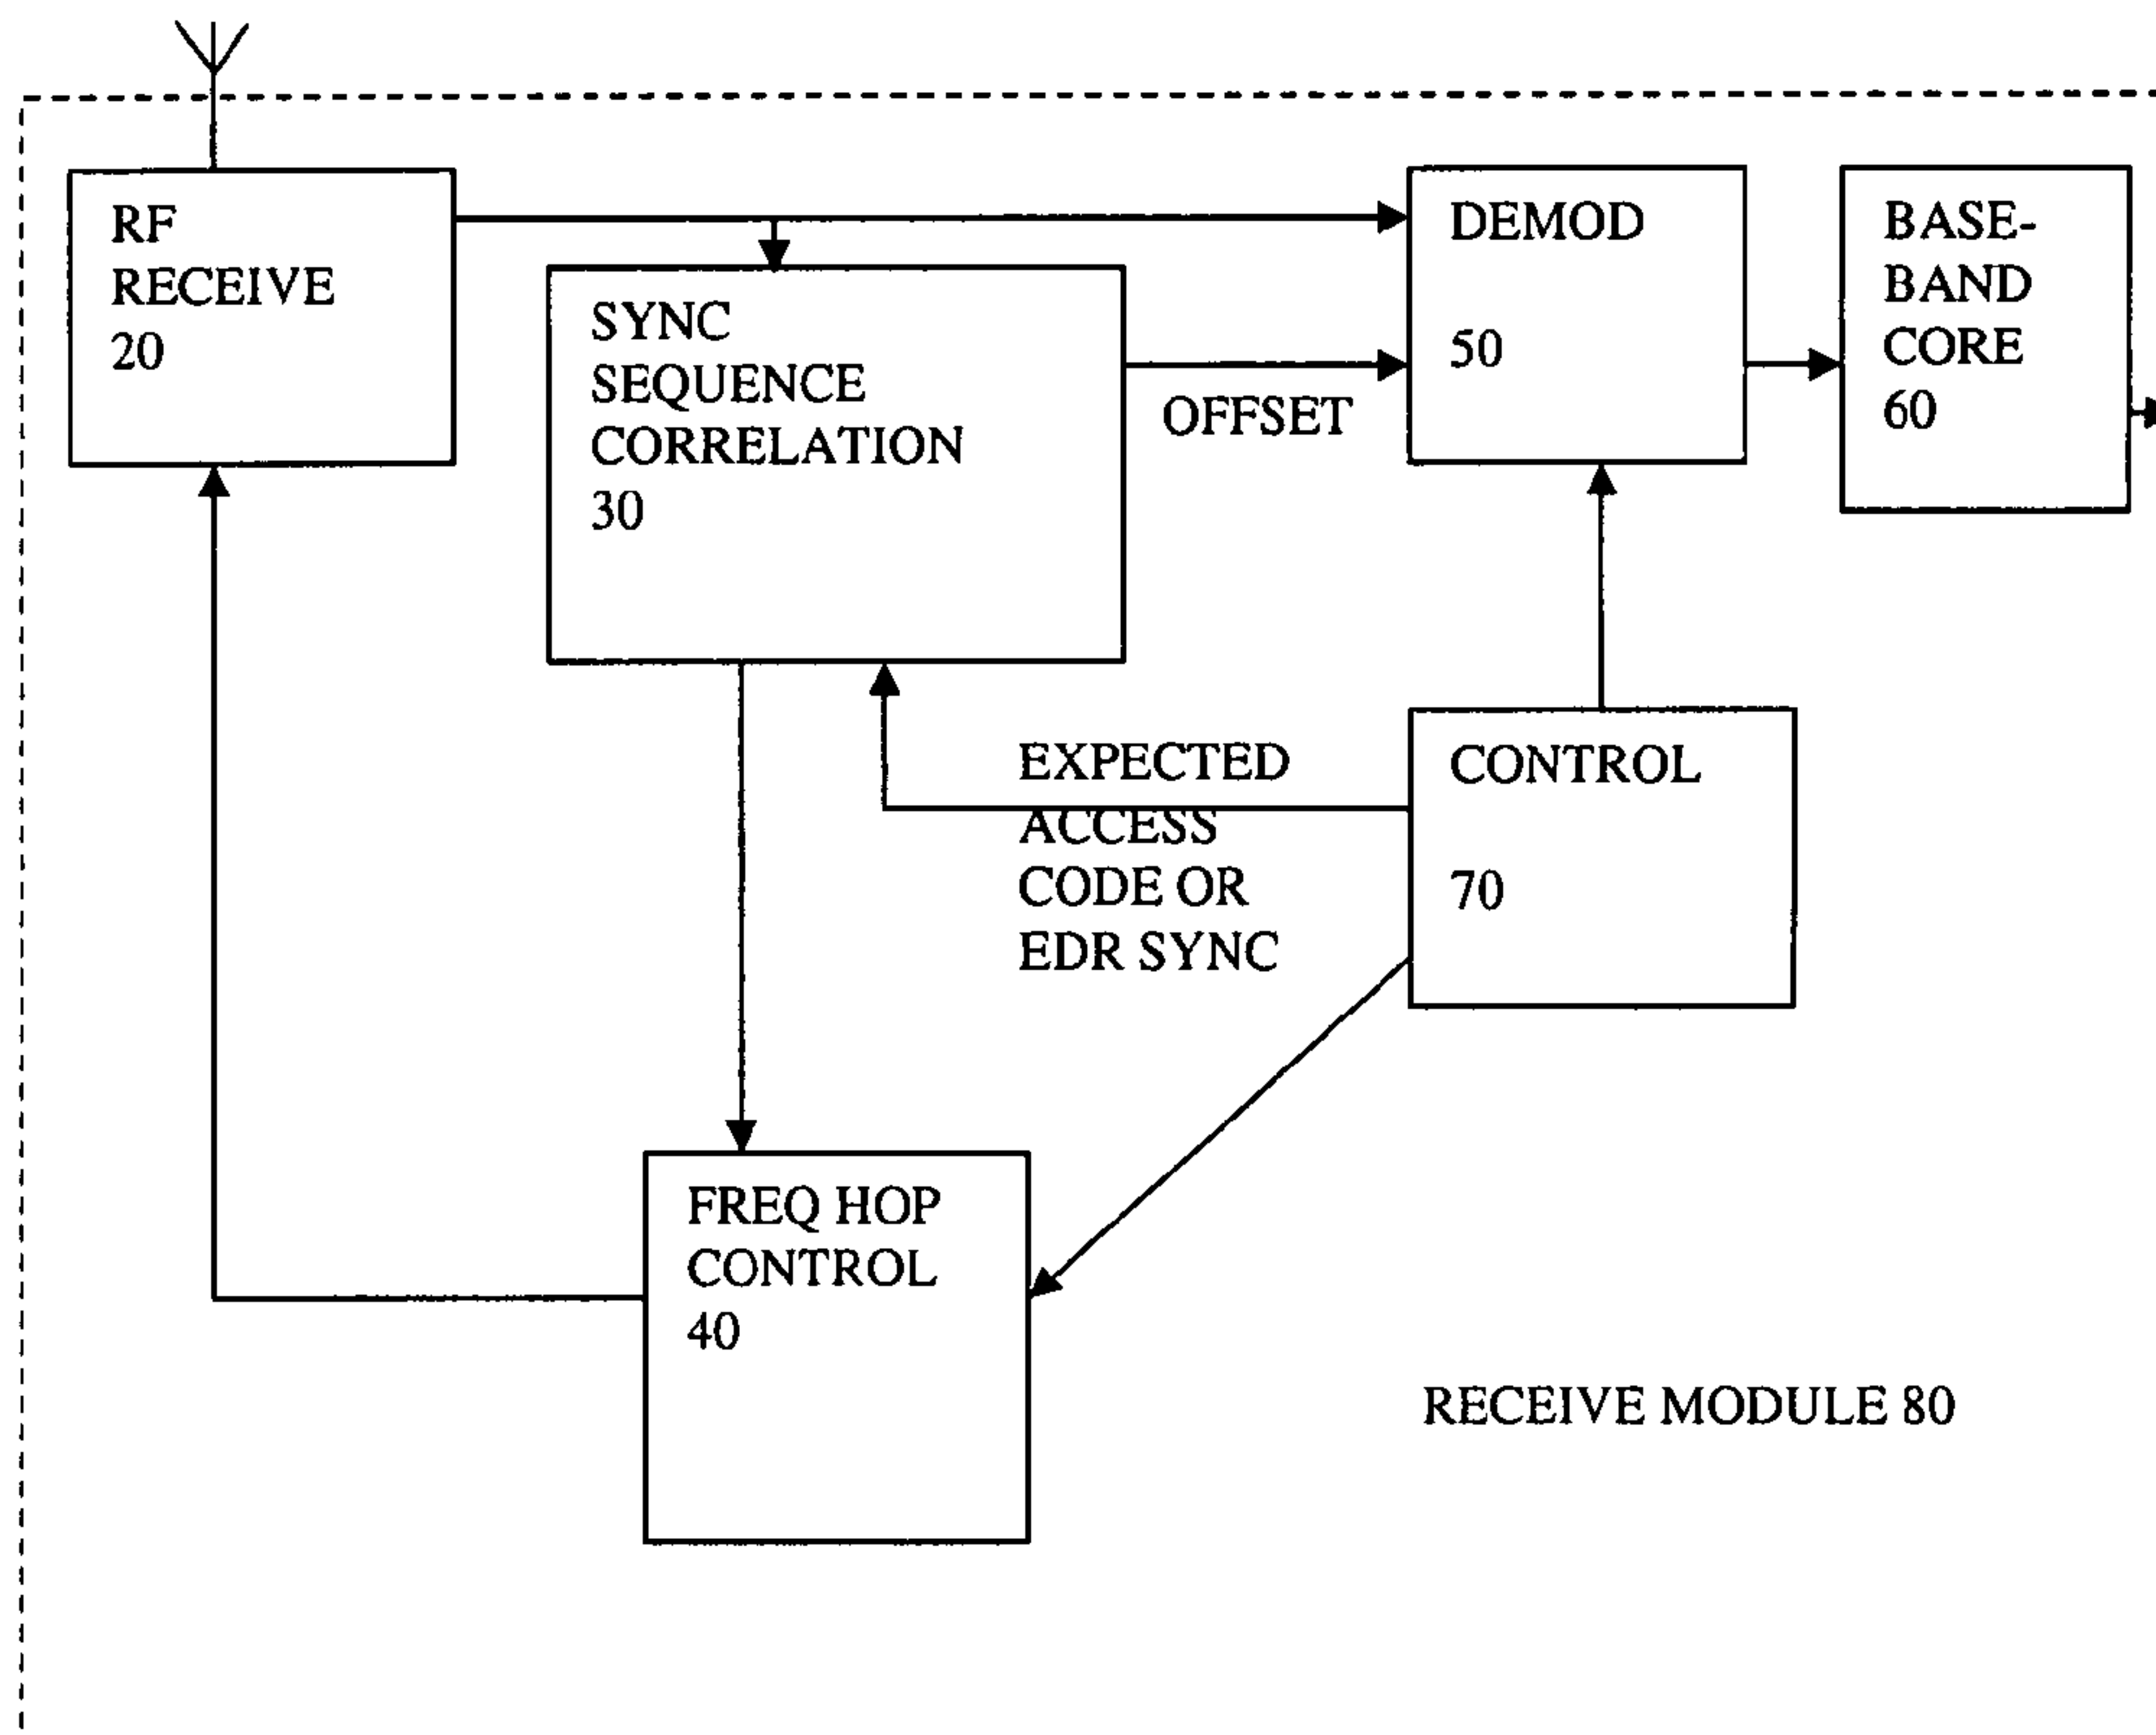 RF
RECEIVE
20
SYNC
SEQUENCE
CORRELATION
30
OFFSET
DEMOD
50
BASE-
BAND
CORE
60
EXPECTED
ACCESS
CODE OR
EDR SYNC
CONTROL
70
FREQ HOP
CONTROL
40
RECEIVE MODULE 80